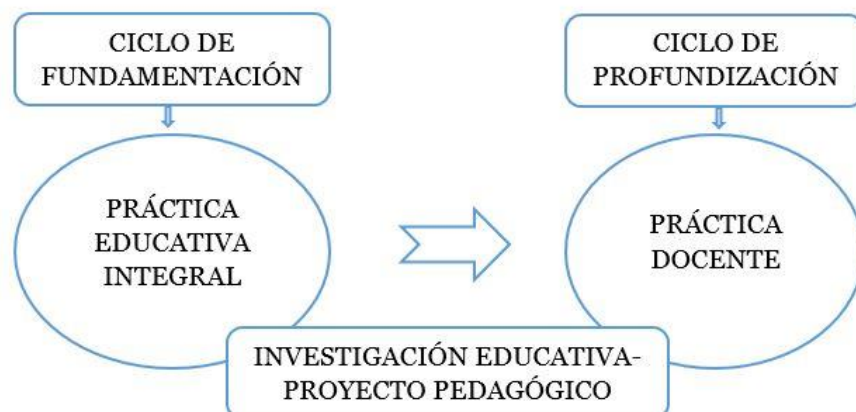 CICLO DE
FUNDAMENTACIÓN
CICLO DE
PROFUNDIZACIÓN
PRÁCTICA
EDUCATIVA
INTEGRAL
PRÁCTICA
DOCENTE
INVESTIGACIÓN EDUCATIVA-
PROYECTO PEDAGÓGICO